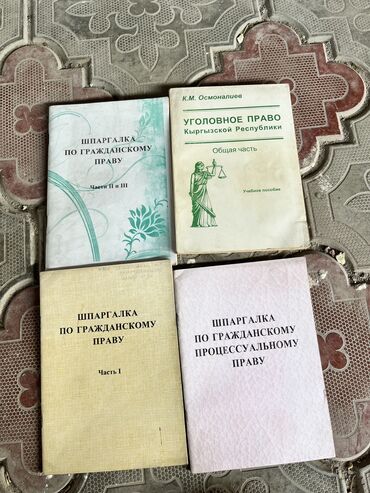 ШПАРГАЛКА
ПО ГРАЖДАНСКОМУ
ПРАВУ
Части II и III
К.М. Осмоналиев
УГОЛОВНОЕ ПРАВО
Кыргызской Республики
Общая часть
Учебное пособие
ШПАРГАЛКА
ПО ГРАЖДАНСКОМУ
ПРАВУ
Часть I
ШПАРГАЛКА
ПО ГРАЖДАНСКОМУ
ПРОЦЕССУАЛЬНОМУ
ПРАВУ